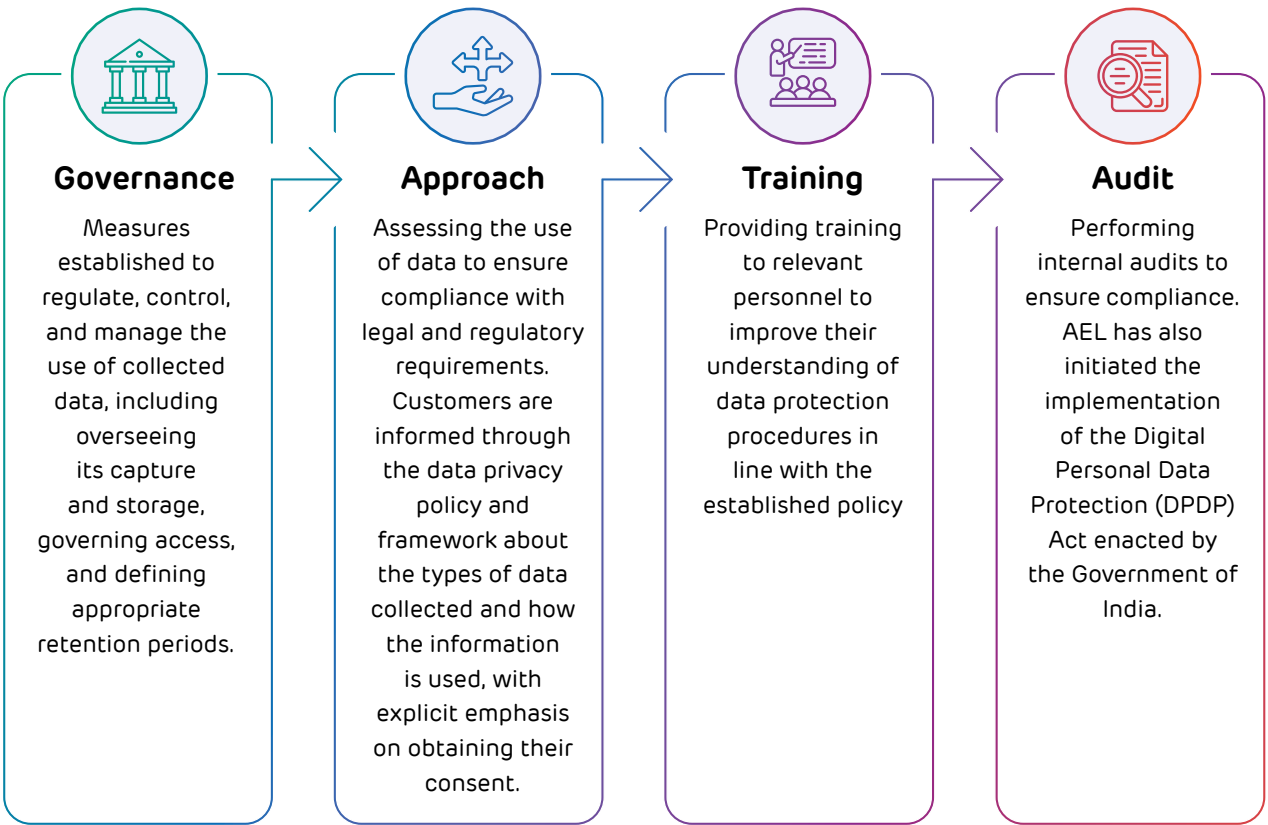 Governance
Measures
established to
regulate, control,
and manage the
use of collected
data, including
overseeing
its capture
and storage,
governing access,
and defining
appropriate
retention periods.
Approach
Assessing the use
of data to ensure
compliance with
legal and regulatory
requirements.
Customers are
informed through
the data privacy
policy and
framework about
the types of data
collected and how
the information
is used, with
explicit emphasis
on obtaining their
consent.
Training
Providing training
to relevant
personnel to
improve their
understanding of
data protection
procedures in
line with the
established policy
Audit
Performing
internal audits to
ensure compliance.
AEL has also
initiated the
implementation
of the Digital
Personal Data
Protection (DPDP)
Act enacted by
the Government of
India.